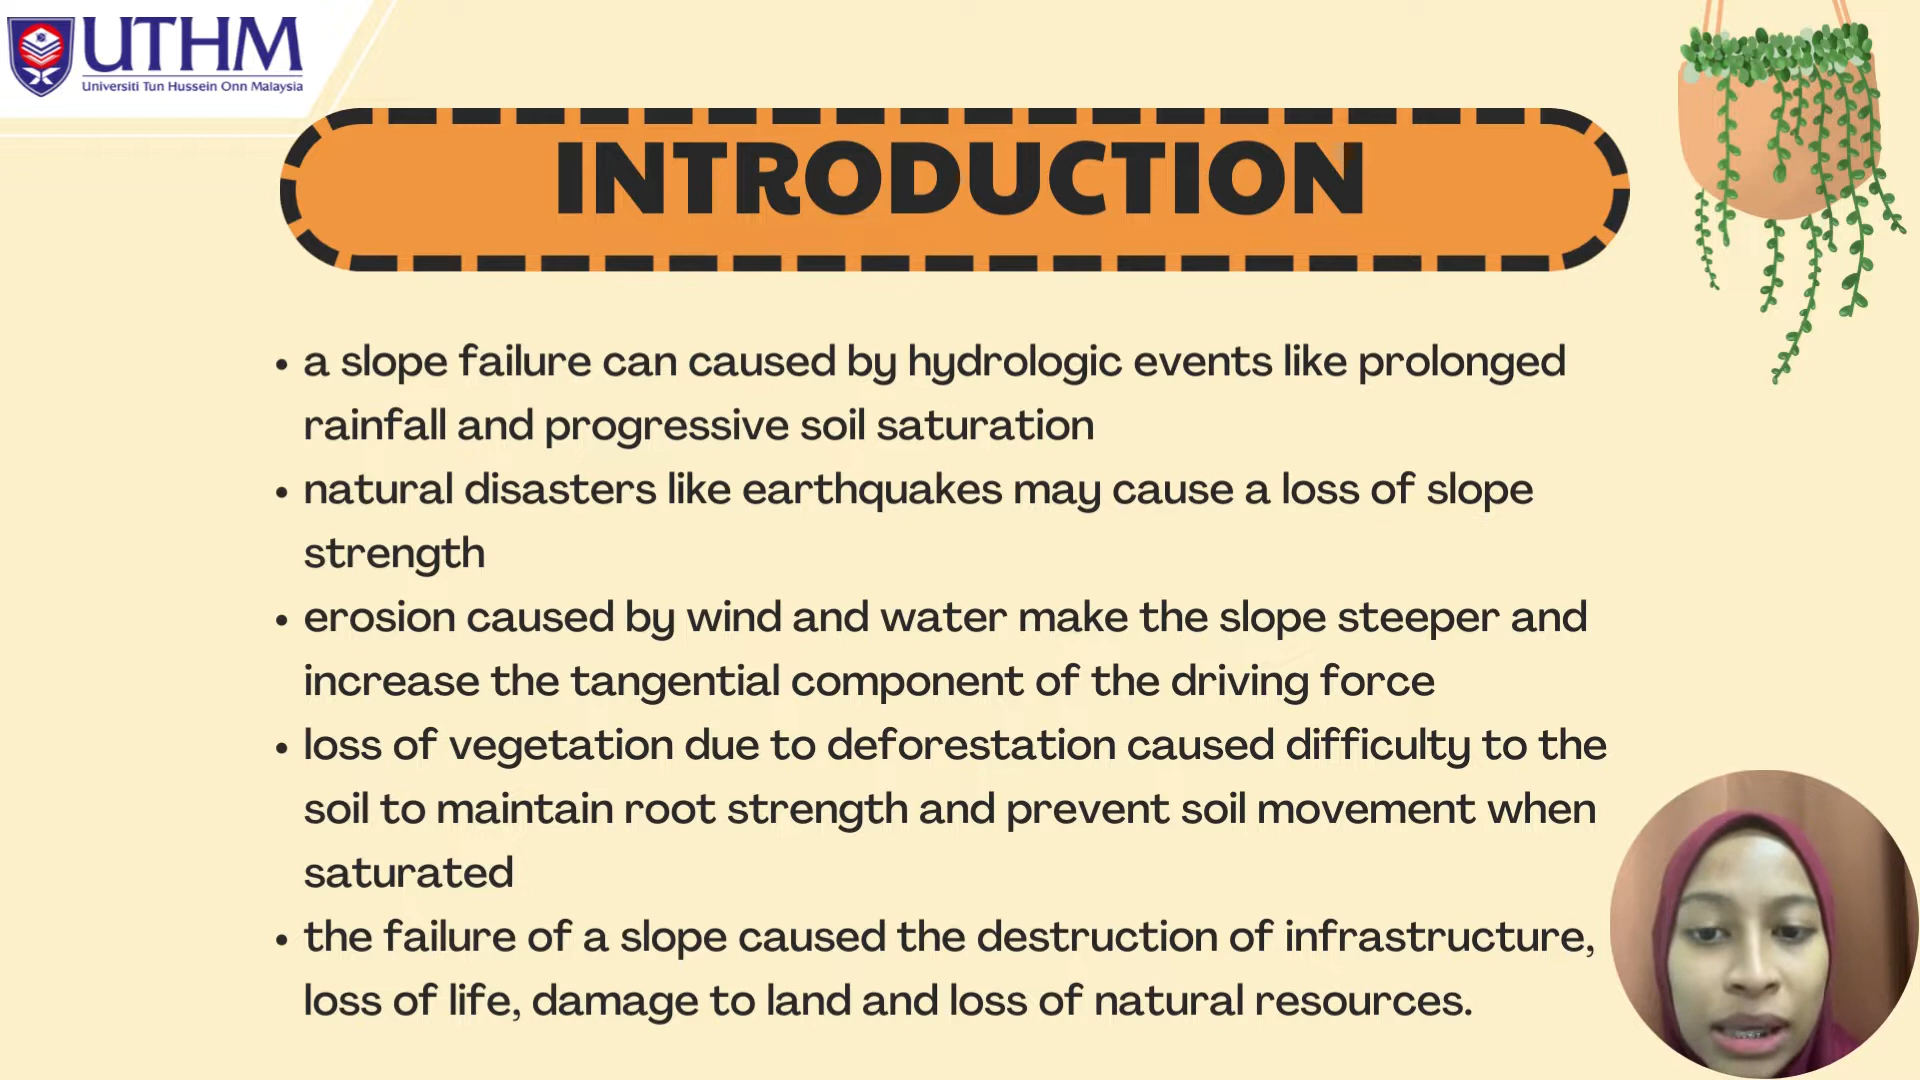 UTHM
Universiti Tun Hussein Onn Malaysia
INTRODUCTION
• a slope failure can caused by hydrologic events like prolonged
rainfall and progressive soil saturation
• natural disasters like earthquakes may cause a loss of slope
strength
• erosion caused by wind and water make the slope steeper and
increase the tangential component of the driving force
• loss of vegetation due to deforestation caused difficulty to the
soil to maintain root strength and prevent soil movement when
saturated
• the failure of a slope caused the destruction of infrastructure,
loss of life, damage to land and loss of natural resources.